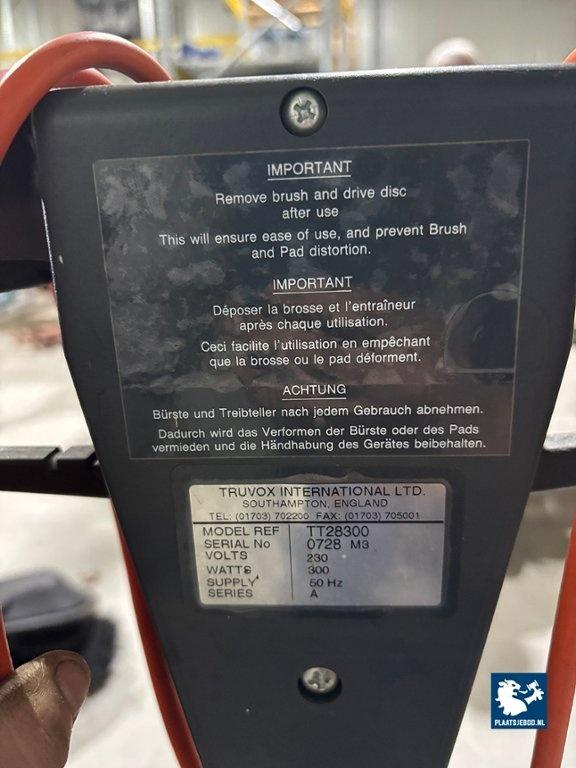 IMPORTANT
Remove brush and drive disc
after use
This will ensure ease of use, and prevent Brush
and Pad distortion.
IMPORTANT
Déposer la brosse et l'entraîneur
après chaque utilisation.
Ceci facilite l'utilisation en empêchant
que la brosse ou le pad déforment.
ACHTUNG
Bürste und Treibteller nach jedem Gebrauch abnehmen.
Dadurch wird das Verformen der Bürste oder des Pads
vermieden und die Händhabung des Gerätes beibehalten.
TRUVOX INTERNATIONAL LTD.
SOUTHAMPTON, ENGLAND
TEL: (01703) 702200 FAX: (01703) 705001
MODEL REF TT28300
SERIAL No 0728 M3
VOLTS 230
WATTS 300
SUPPLY 50 Hz
SERIES A
PLAATSJEBOD.NL